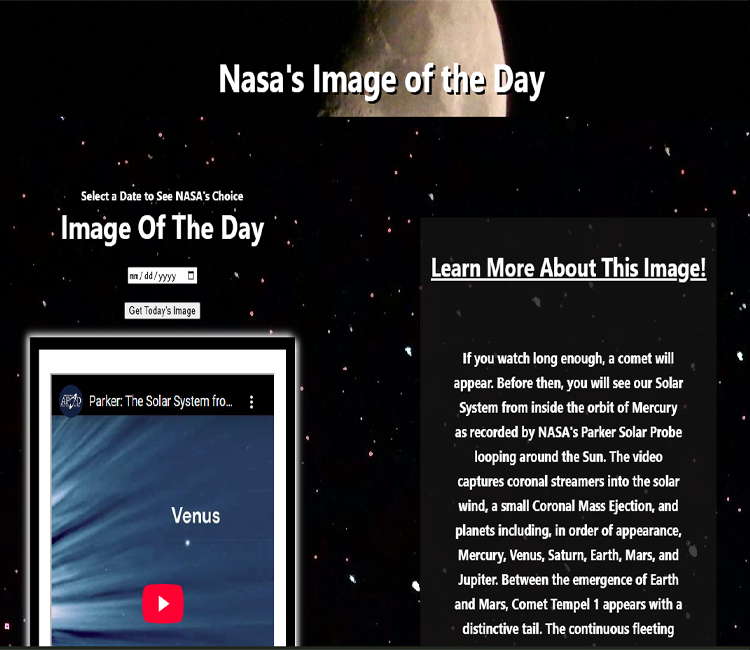 Nasa's Image of the Day
Select a Date to See NASA's Choice
Image Of The Day
mm/dd/yyyy
Get Today's Image
APOD
Parker: The Solar System fro...
Venus
Learn More About This Image!
If you watch long enough, a comet will
appear. Before then, you will see our Solar
System from inside the orbit of Mercury
as recorded by NASA's Parker Solar Probe
looping around the Sun. The video
captures coronal streamers into the solar
wind, a small Coronal Mass Ejection, and
planets including, in order of appearance,
Mercury, Venus, Saturn, Earth, Mars, and
Jupiter. Between the emergence of Earth
and Mars, Comet Tempel 1 appears with a
distinctive tail. The continuous fleeting